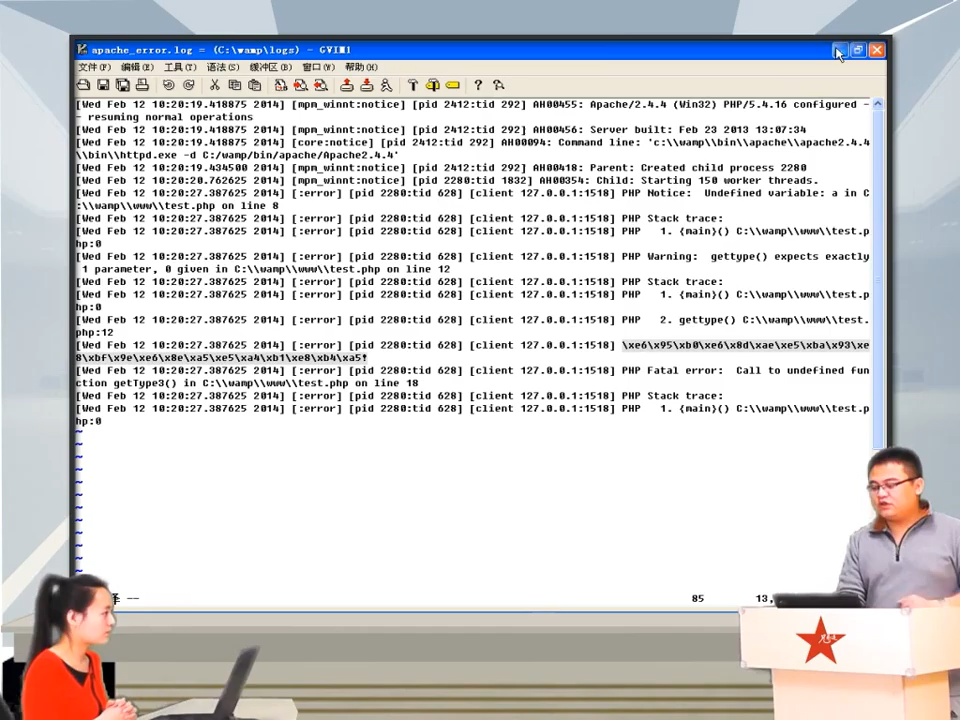 apache_error.log = (C:\wamp\logs) - GVIM1
文件(F) 编辑(E) 工具(T) 语法(S) 缓冲区(B) 窗口(W) 帮助(H)
[Wed Feb 12 10:20:19.418875 2014] [mpm_winnt:notice] [pid 2412:tid 292] AH00455: Apache/2.4.4 (Win32) PHP/5.4.16 configured -
- resuming normal operations
[Wed Feb 12 10:20:19.418875 2014] [mpm_winnt:notice] [pid 2412:tid 292] AH00456: Server built: Feb 23 2013 13:07:34
[Wed Feb 12 10:20:19.418875 2014] [core:notice] [pid 2412:tid 292] AH00094: Command line: 'c:\\wamp\\bin\\apache\\apache2.4.4
\\bin\\httpd.exe -d C:/wamp/bin/apache/Apache2.4.4'
[Wed Feb 12 10:20:19.434500 2014] [mpm_winnt:notice] [pid 2412:tid 292] AH00418: Parent: Created child process 2280
[Wed Feb 12 10:20:20.762625 2014] [mpm_winnt:notice] [pid 2280:tid 1832] AH00354: Child: Starting 150 worker threads.
[Wed Feb 12 10:20:27.387625 2014] [:error] [pid 2280:tid 628] [client 127.0.0.1:1518] PHP Notice:  Undefined variable: a in C
:\\wamp\\www\\test.php on line 8
[Wed Feb 12 10:20:27.387625 2014] [:error] [pid 2280:tid 628] [client 127.0.0.1:1518] PHP Stack trace:
[Wed Feb 12 10:20:27.387625 2014] [:error] [pid 2280:tid 628] [client 127.0.0.1:1518] PHP   1. {main}() C:\\wamp\\www\\test.p
hp:0
[Wed Feb 12 10:20:27.387625 2014] [:error] [pid 2280:tid 628] [client 127.0.0.1:1518] PHP Warning:  gettype() expects exactly
 1 parameter, 0 given in C:\\wamp\\www\\test.php on line 12
[Wed Feb 12 10:20:27.387625 2014] [:error] [pid 2280:tid 628] [client 127.0.0.1:1518] PHP Stack trace:
[Wed Feb 12 10:20:27.387625 2014] [:error] [pid 2280:tid 628] [client 127.0.0.1:1518] PHP   1. {main}() C:\\wamp\\www\\test.p
hp:0
[Wed Feb 12 10:20:27.387625 2014] [:error] [pid 2280:tid 628] [client 127.0.0.1:1518] PHP   2. gettype() C:\\wamp\\www\\test.
php:12
[Wed Feb 12 10:20:27.387625 2014] [:error] [pid 2280:tid 628] [client 127.0.0.1:1518] \xe6\x95\xb0\xe6\x8d\xae\xe5\xba\x93\xe
8\xbf\x9e\xe6\x8e\xa5\xe5\xa4\xb1\xe8\xb4\xa5!
[Wed Feb 12 10:20:27.387625 2014] [:error] [pid 2280:tid 628] [client 127.0.0.1:1518] PHP Fatal error:  Call to undefined fun
ction getType3() in C:\\wamp\\www\\test.php on line 18
[Wed Feb 12 10:20:27.387625 2014] [:error] [pid 2280:tid 628] [client 127.0.0.1:1518] PHP Stack trace:
[Wed Feb 12 10:20:27.387625 2014] [:error] [pid 2280:tid 628] [client 127.0.0.1:1518] PHP   1. {main}() C:\\wamp\\www\\test.p
hp:0
-- 85 13,